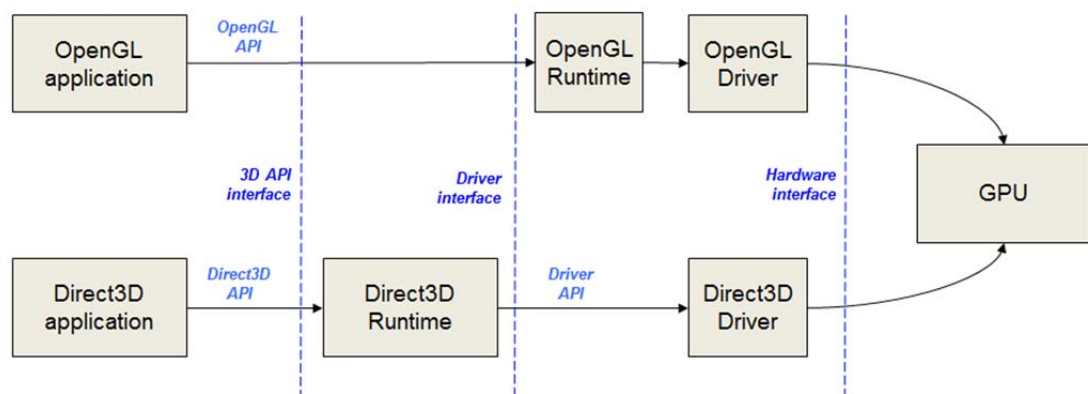 OpenGL
application
OpenGL
API
OpenGL
Runtime
OpenGL
Driver
3D API
interface
Driver
interface
Hardware
interface
GPU
Direct3D
application
Direct3D
API
Direct3D
Runtime
Driver
API
Direct3D
Driver